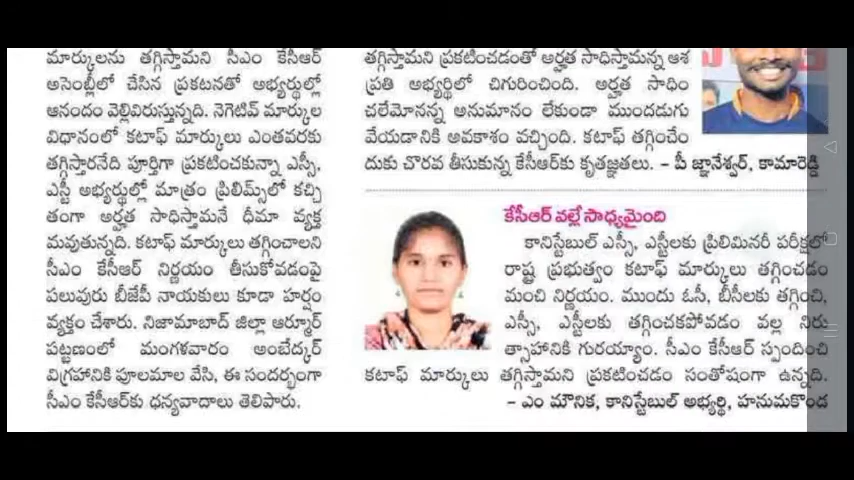 మార్కులను తగ్గిస్తామని సీఎం కేసీఆర్
అసెంబ్లీలో చేసిన ప్రకటనతో అభ్యర్థుల్లో
ఆనందం వెల్లివిరుస్తున్నది. నెగెటివ్ మార్కుల
విధానంలో కటాఫ్ మార్కులు ఎంతవరకు
తగ్గిస్తారనేది పూర్తిగా ప్రకటించకున్నా ఎస్సీ,
ఎస్టీ అభ్యర్థుల్లో మాత్రం ప్రిలిమ్స్‌లో కచ్చి
తంగా అర్హత సాధిస్తామనే ధీమా వ్యక్త
మవుతున్నది. కటాఫ్ మార్కులు తగ్గించాలని
సీఎం కేసీఆర్ నిర్ణయం తీసుకోవడంపై
పలువురు బీజేపీ నాయకులు కూడా హర్షం
వ్యక్తం చేశారు. నిజామాబాద్ జిల్లా ఆర్మూర్
పట్టణంలో మంగళవారం అంబేద్కర్
విగ్రహానికి పూలమాల వేసి, ఈ సందర్భంగా
సీఎం కేసీఆర్‌కు ధన్యవాదాలు తెలిపారు.
తగ్గిస్తామని ప్రకటించడంతో అర్హత సాధిస్తామన్న ఆశ
ప్రతి అభ్యర్థిలో చిగురించింది. అర్హత సాధిం
చలేమోనన్న అనుమానం లేకుండా ముందడుగు
వేయడానికి అవకాశం వచ్చింది. కటాఫ్ తగ్గించేం
దుకు చొరవ తీసుకున్న కేసీఆర్‌కు కృతజ్ఞతలు. – పీ జ్ఞానేశ్వర్, కామారెడ్డి
కేసీఆర్ వల్లే సాధ్యమైంది
కానిస్టేబుల్ ఎస్సీ, ఎస్టీలకు ప్రిలిమినరీ పరీక్షలో
రాష్ట్ర ప్రభుత్వం కటాఫ్ మార్కులు తగ్గించడం
మంచి నిర్ణయం. ముందు ఓసీ, బీసీలకు తగ్గించి,
ఎస్సీ, ఎస్టీలకు తగ్గించకపోవడం వల్ల నిరు
త్సాహానికి గురయ్యాం. సీఎం కేసీఆర్ స్పందించి
కటాఫ్ మార్కులు తగ్గిస్తామని ప్రకటించడం సంతోషంగా ఉన్నది.
– ఎం మౌనిక, కానిస్టేబుల్ అభ్యర్థి, హనుమకొండ